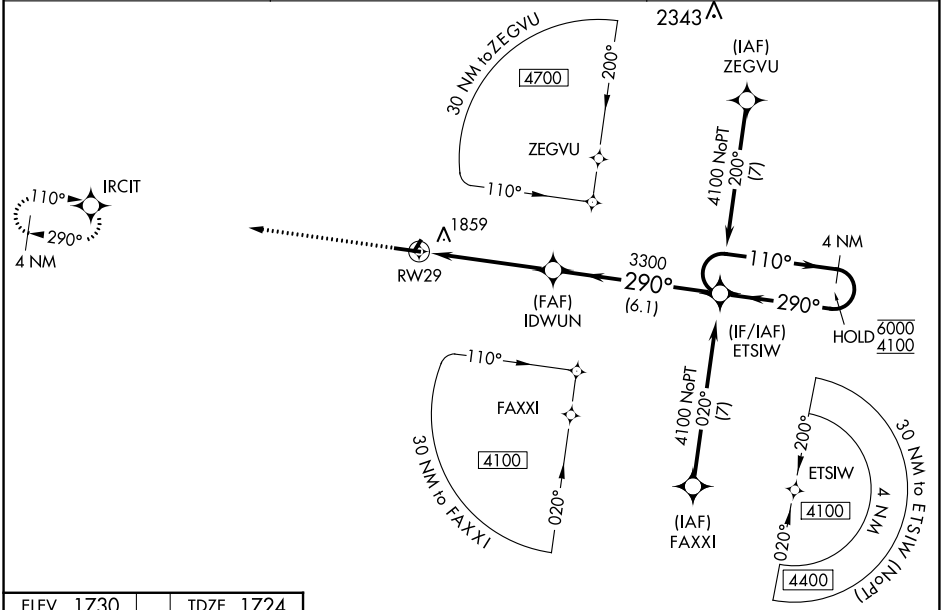 2343
(IAF)
ZEGVU
30 NM to ZEGVU
4700
200°
ZEGVU
110°
4100 NoPT
200°
(7)
IRCIT
110°
290°
4 NM
1859
RW29
(FAF)
IDWUN
3300
290°
(6.1)
4 NM
110°
290°
(IF/IAF)
ETSIW
HOLD 6000
4100
110°
FAXXI
4100
020°
30 NM to FAXXI
4100 NoPT
020°
(7)
(IAF)
FAXXI
200°
ETSIW
4100
020°
4 NM
4400
30 NM to ETSIW (NoPT)
ELEV 1730
TDZE 1724